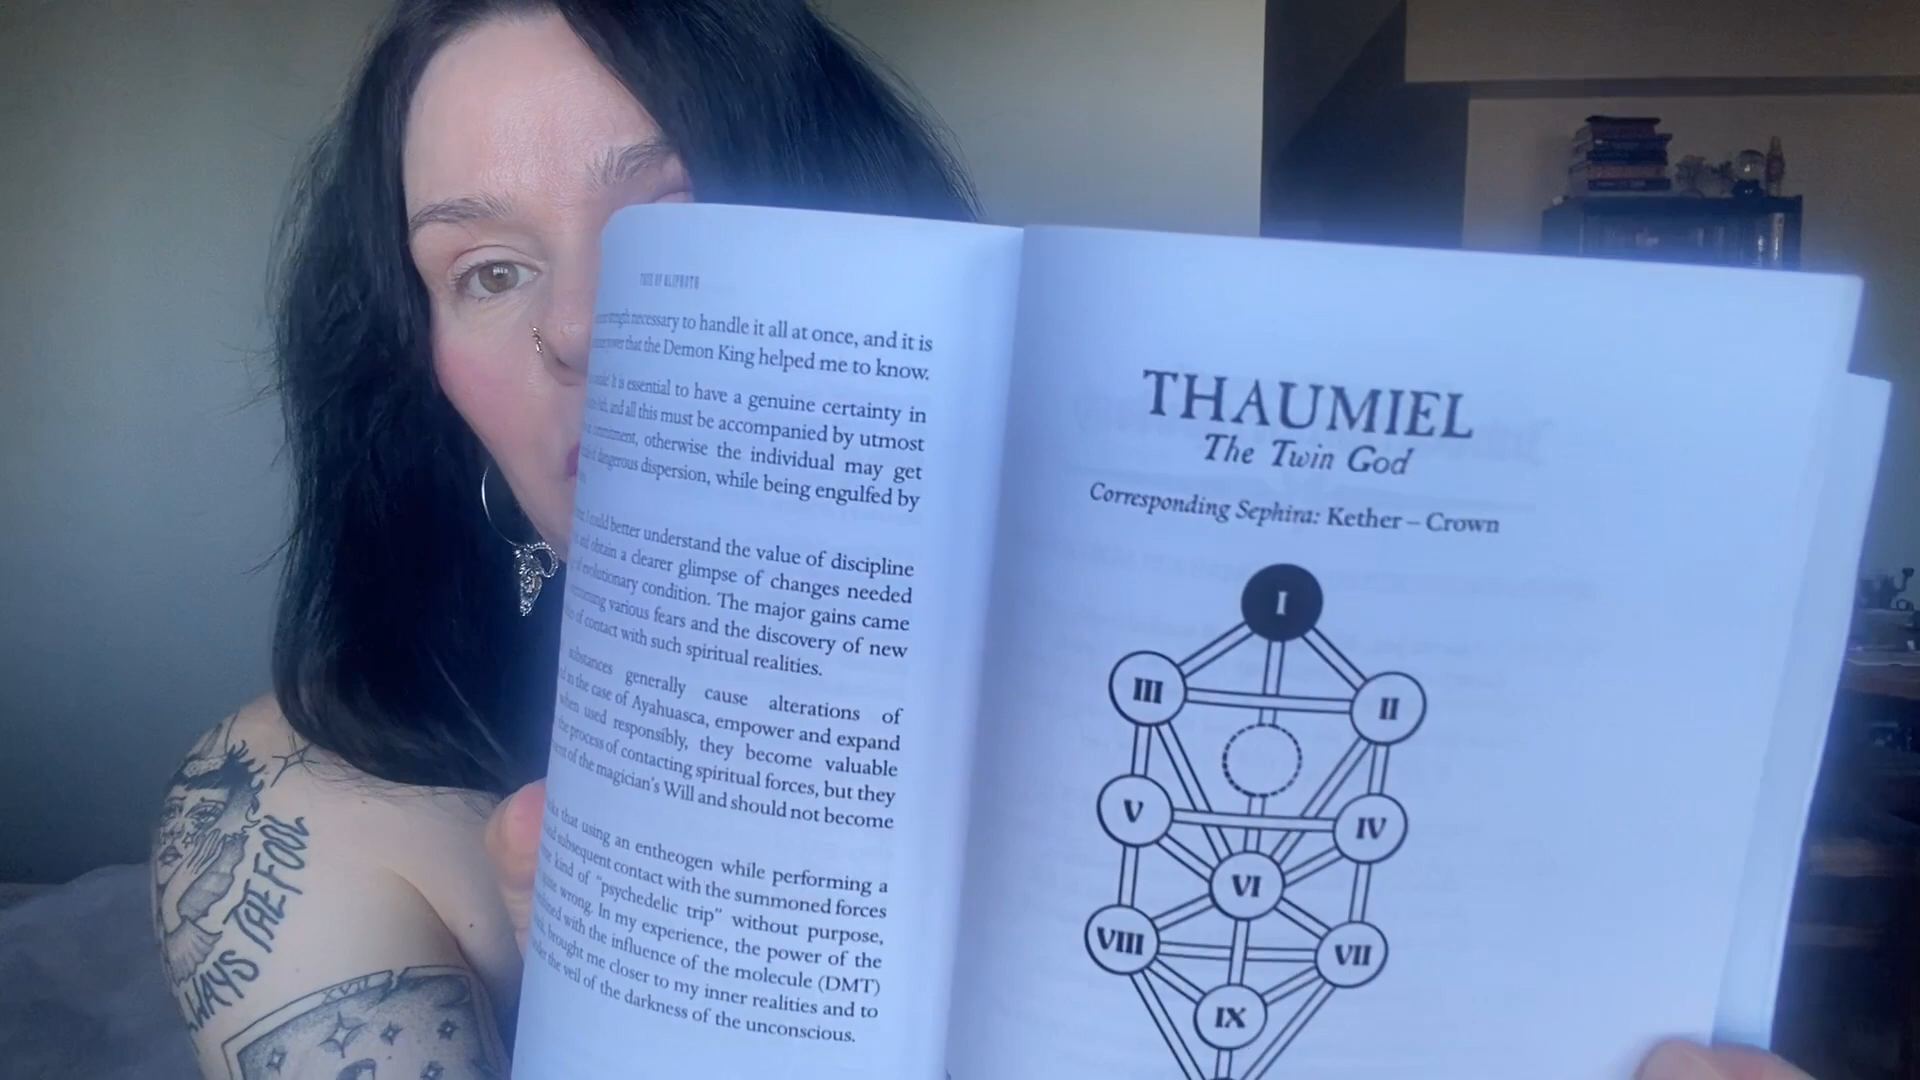 OF QLIPHOTH
necessary to handle it all at once, and it is
that the Demon King helped me to know.
It is essential to have a genuine certainty in
and all this must be accompanied by utmost
otherwise the individual may get
dangerous dispersion, while being engulfed by
could better understand the value of discipline
and obtain a clearer glimpse of changes needed
evolutionary condition. The major gains came
various fears and the discovery of new
of contact with such spiritual realities.
substances generally cause alterations of
in the case of Ayahuasca, empower and expand
when used responsibly, they become valuable
the process of contacting spiritual forces, but they
of the magician's Will and should not become
that using an entheogen while performing a
and subsequent contact with the summoned forces
kind of "psychedelic trip" without purpose,
wrong. In my experience, the power of the
with the influence of the molecule (DMT)
brought me closer to my inner realities and to
the veil of the darkness of the unconscious.
THAUMIEL
The Twin God
Corresponding Sephira: Kether – Crown
I
III
II
V
IV
VI
VIII
VII
IX
ALWAYS THE FOOL
XVII